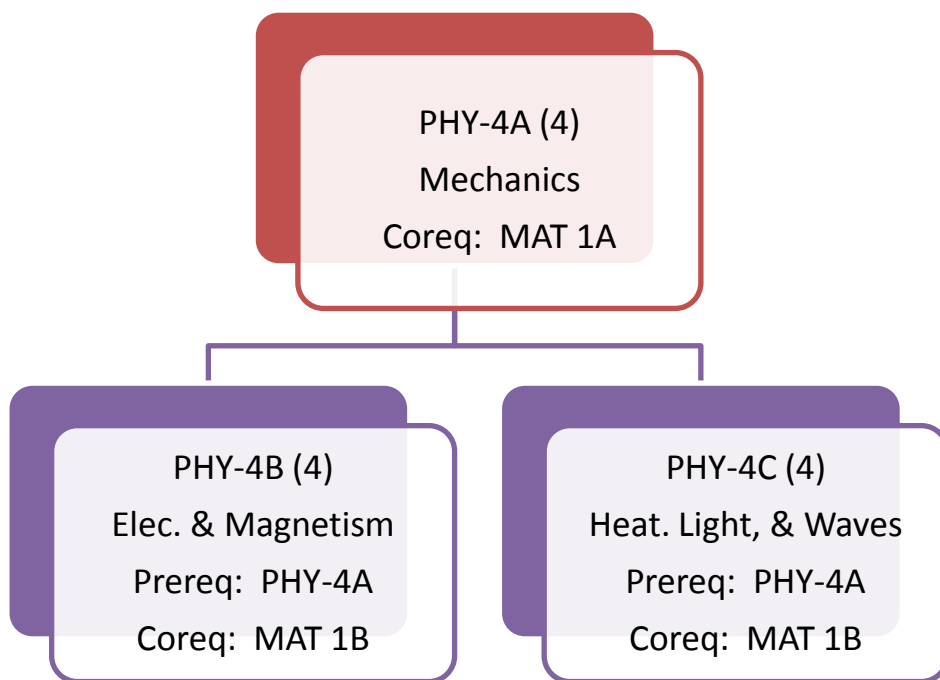 PHY-4A (4)
Mechanics
Coreq:  MAT 1A
PHY-4B (4)
Elec. & Magnetism
Prereq:  PHY-4A
Coreq:  MAT 1B
PHY-4C (4)
Heat. Light, & Waves
Prereq:  PHY-4A
Coreq:  MAT 1B